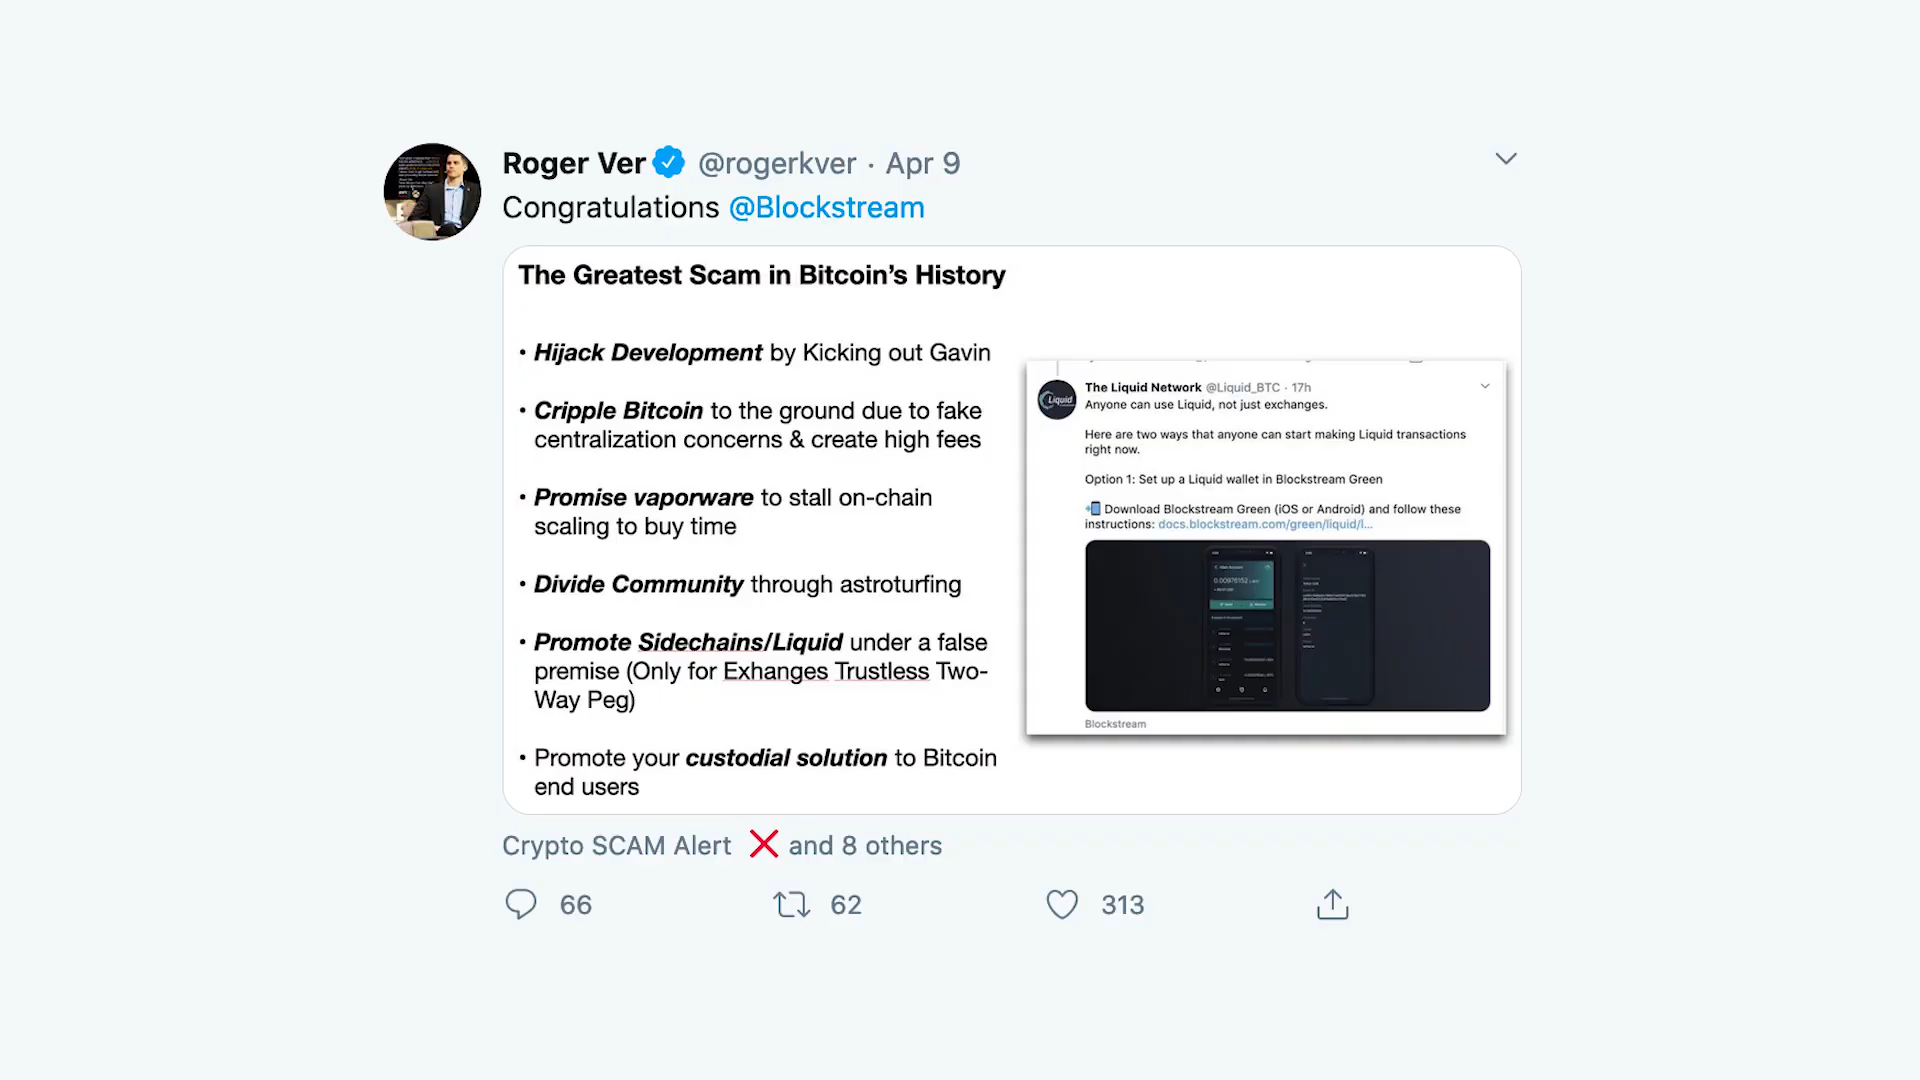 Roger Ver @rogerkver · Apr 9
Congratulations @Blockstream
The Greatest Scam in Bitcoin’s History
• Hijack Development by Kicking out Gavin
• Cripple Bitcoin to the ground due to fake
centralization concerns & create high fees
• Promise vaporware to stall on-chain
scaling to buy time
• Divide Community through astroturfing
• Promote Sidechains/Liquid under a false
premise (Only for Exhanges Trustless Two-
Way Peg)
• Promote your custodial solution to Bitcoin
end users
Liquid
The Liquid Network @Liquid_BTC · 17h
Anyone can use Liquid, not just exchanges.
Here are two ways that anyone can start making Liquid transactions
right now.
Option 1: Set up a Liquid wallet in Blockstream Green
📲 Download Blockstream Green (iOS or Android) and follow these
instructions: docs.blockstream.com/green/liquid/l...
0.00976152
Blockstream
Crypto SCAM Alert ❌ and 8 others
66 62 313